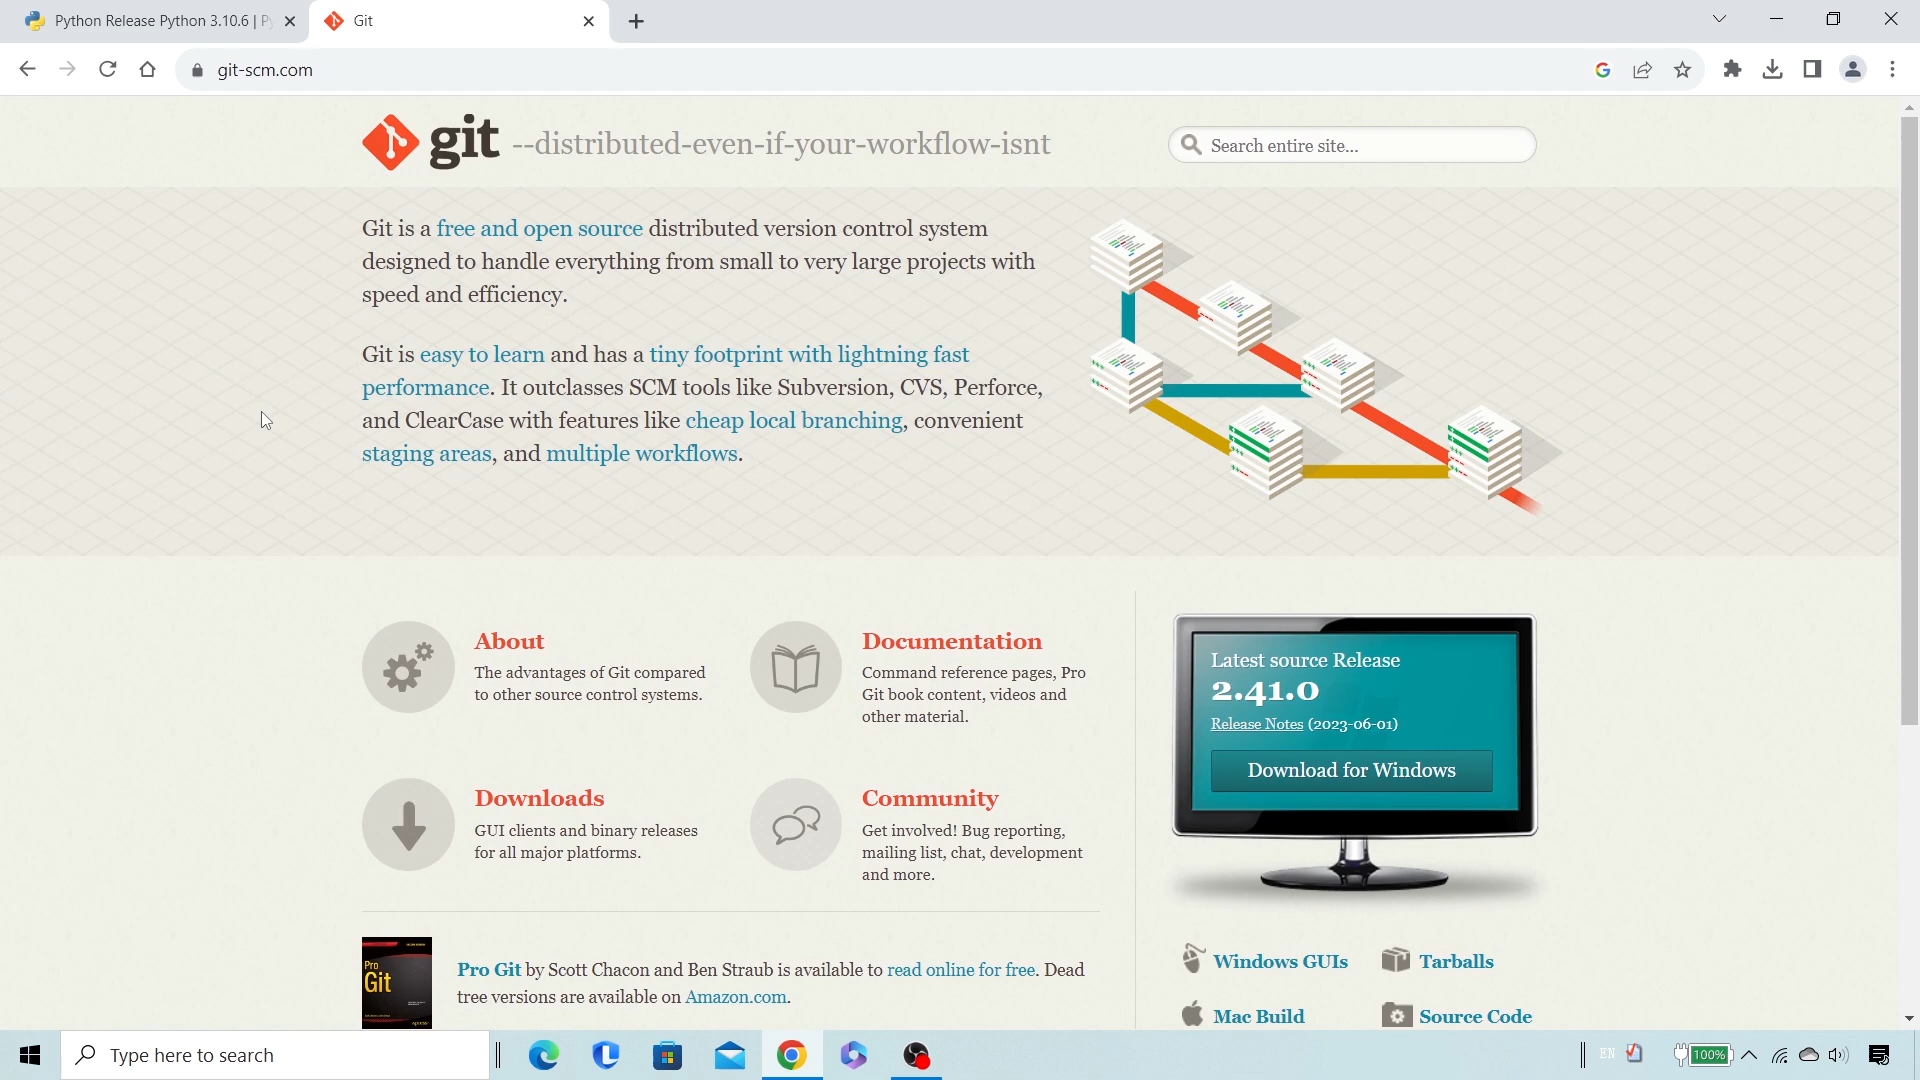 Python Release Python 3.10.6 | Py
Git
git-scm.com
git --distributed-even-if-your-workflow-isnt
Search entire site...
Git is a free and open source distributed version control system
designed to handle everything from small to very large projects with
speed and efficiency.
Git is easy to learn and has a tiny footprint with lightning fast
performance. It outclasses SCM tools like Subversion, CVS, Perforce,
and ClearCase with features like cheap local branching, convenient
staging areas, and multiple workflows.
About
The advantages of Git compared
to other source control systems.
Documentation
Command reference pages, Pro
Git book content, videos and
other material.
Downloads
GUI clients and binary releases
for all major platforms.
Community
Get involved! Bug reporting,
mailing list, chat, development
and more.
Latest source Release
2.41.0
Release Notes (2023-06-01)
Download for Windows
Pro
Git
Pro Git by Scott Chacon and Ben Straub is available to read online for free. Dead
tree versions are available on Amazon.com.
Windows GUIs
Tarballs
Mac Build
Source Code
Type here to search
EN
100%